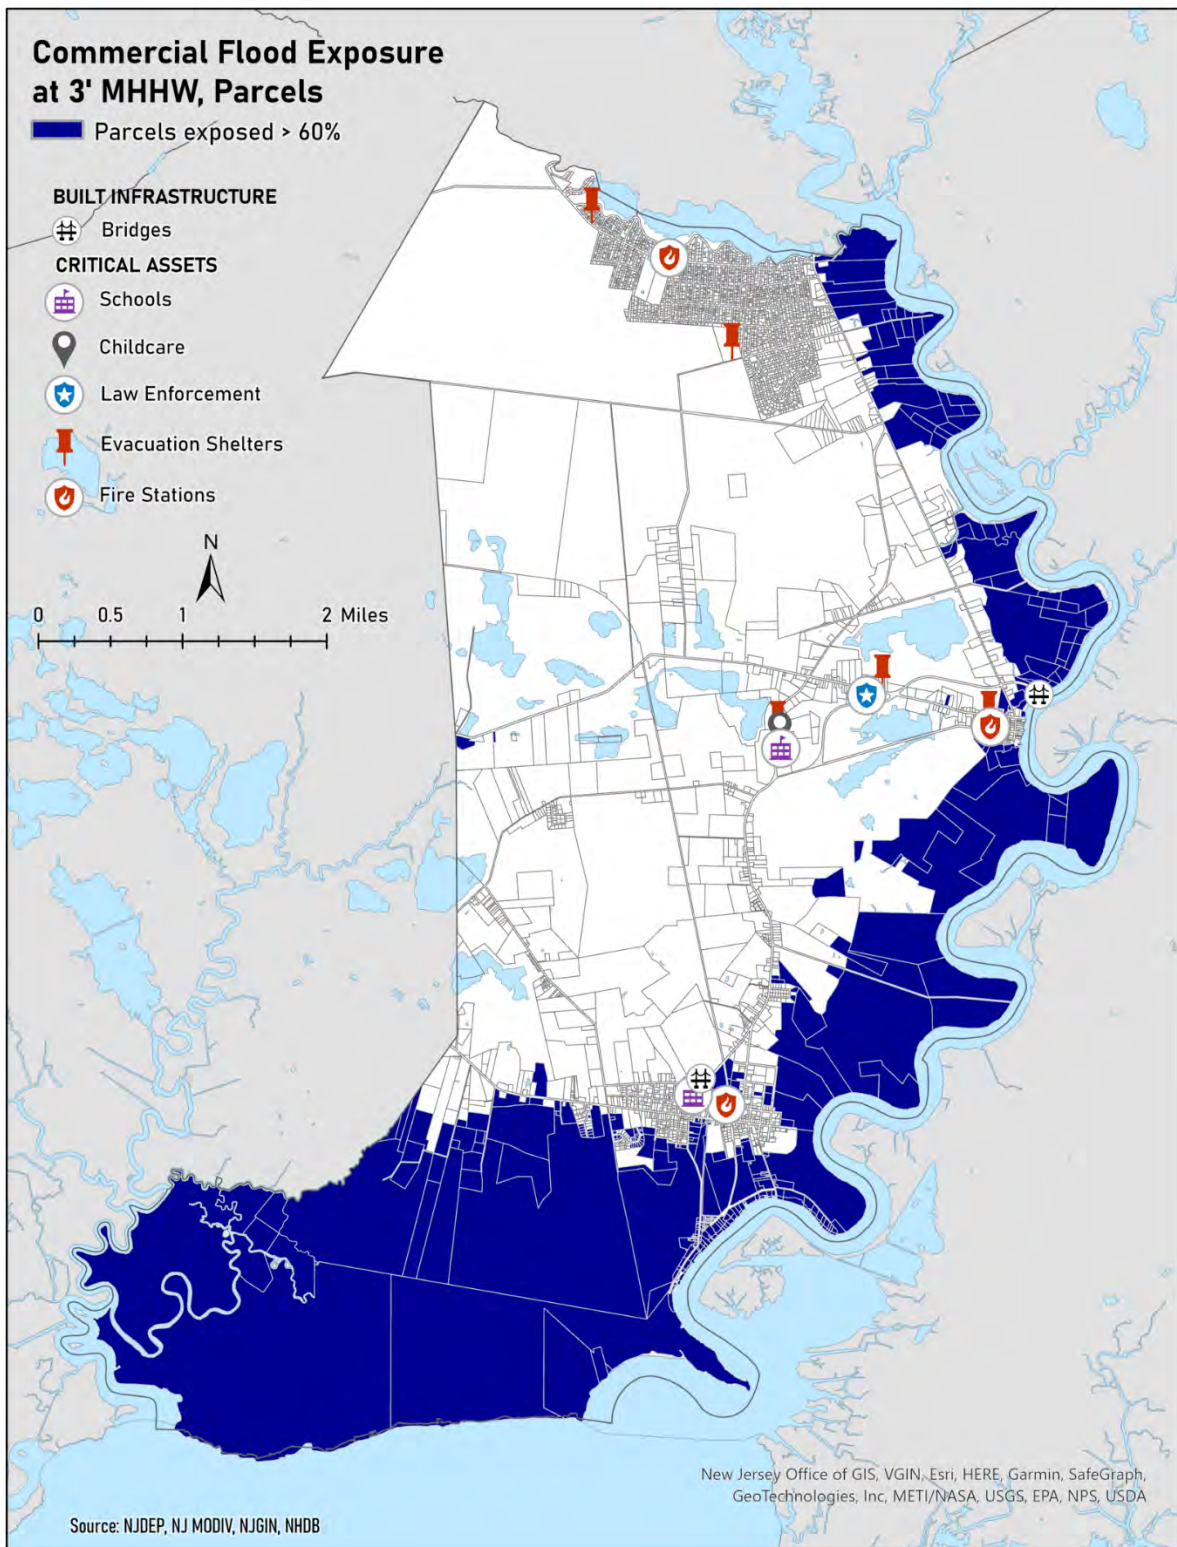 Commercial Flood Exposure
at 3' MHHW, Parcels
Parcels exposed > 60%
BUILT INFRASTRUCTURE
Bridges
CRITICAL ASSETS
Schools
Childcare
Law Enforcement
Evacuation Shelters
Fire Stations
N
0 0.5 1 2 Miles
New Jersey Office of GIS, VGIN, Esri, HERE, Garmin, SafeGraph,
GeoTechnologies, Inc, METI/NASA, USGS, EPA, NPS, USDA
Source: NJDEP, NJ MODIV, NJGIN, NHDB